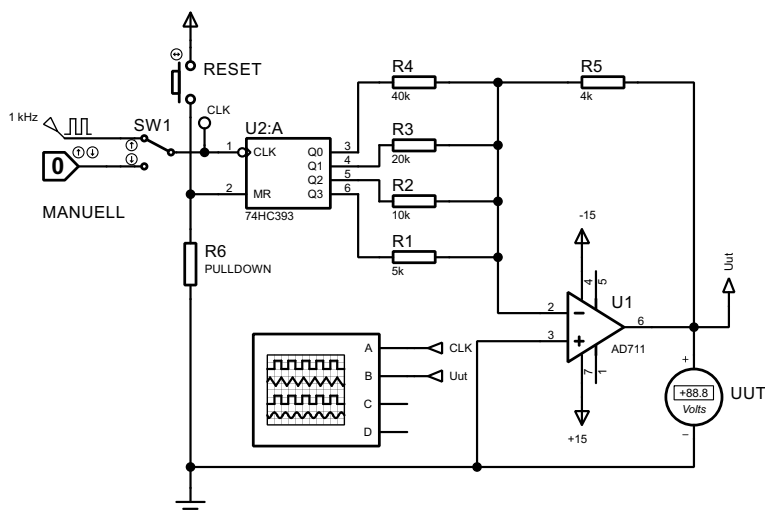 RESET
R4
40k
R5
4k
1 kHz
SW1
CLK
U2:A
1
CLK
2
MR
Q0
Q1
Q2
Q3
3
4
5
6
74HC393
R3
20k
R2
10k
R1
5k
0
MANUELL
R6
PULLDOWN
-15
4
5
U1
2
3
6
AD711
7
1
+15
Uut
A
B
C
D
CLK
Uut
+
+88.8
Volts
−
UUT